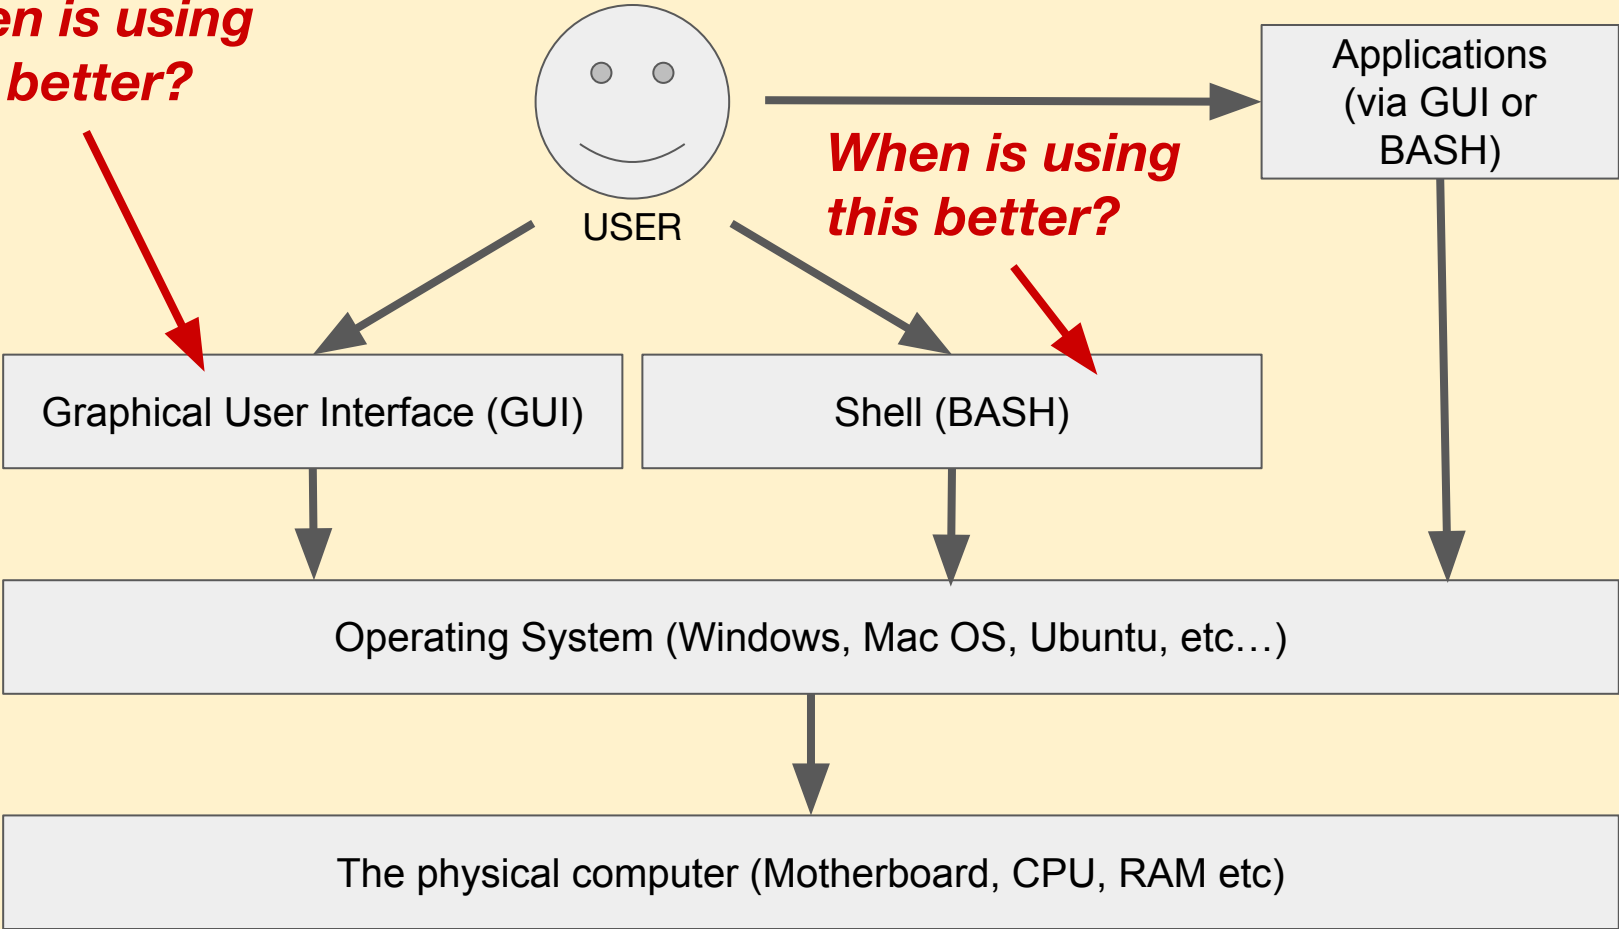 en is using
better?
Applications
(via GUI or
BASH)
When is using
this better?
USER
Graphical User Interface (GUI)
Shell (BASH)
Operating System (Windows, Mac OS, Ubuntu, etc…)
The physical computer (Motherboard, CPU, RAM etc)